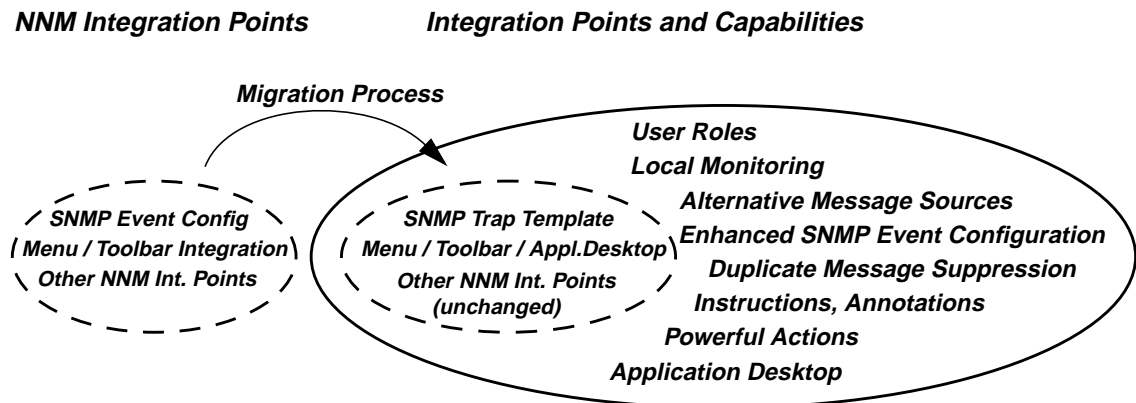 NNM Integration Points
Integration Points and Capabilities
Migration Process
SNMP Event Config
Menu / Toolbar Integration
Other NNM Int. Points
SNMP Trap Template
Menu / Toolbar / Appl.Desktop
Other NNM Int. Points
(unchanged)
User Roles
Local Monitoring
Alternative Message Sources
Enhanced SNMP Event Configuration
Duplicate Message Suppression
Instructions, Annotations
Powerful Actions
Application Desktop